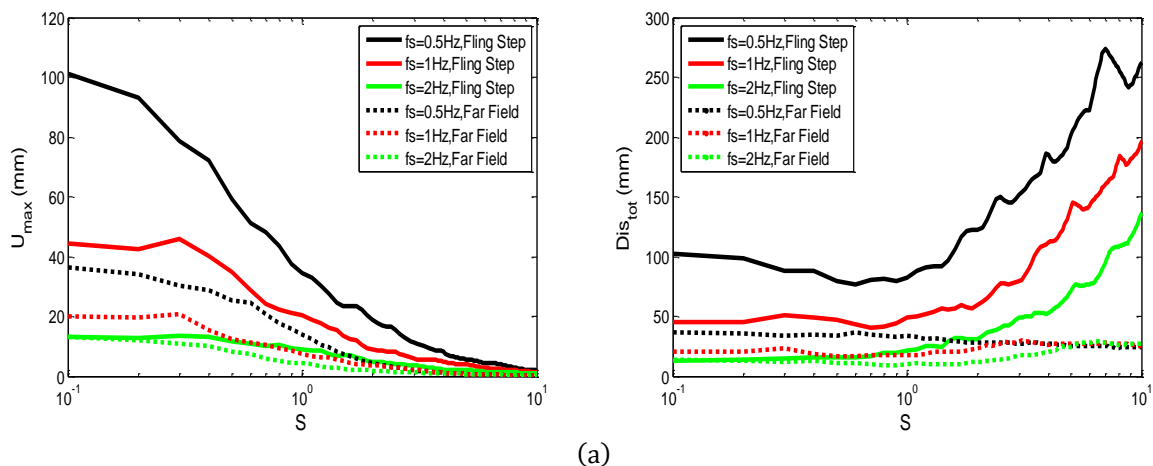 120
100
80
60
40
20
0
U_max (mm)
10^-1
10^0
10^1
S
fs=0.5Hz,Fling Step
fs=1Hz,Fling Step
fs=2Hz,Fling Step
fs=0.5Hz,Far Field
fs=1Hz,Far Field
fs=2Hz,Far Field
300
250
200
150
100
50
0
Dis_tot (mm)
10^-1
10^0
10^1
S
fs=0.5Hz,Fling Step
fs=1Hz,Fling Step
fs=2Hz,Fling Step
fs=0.5Hz,Far Field
fs=1Hz,Far Field
fs=2Hz,Far Field
(a)